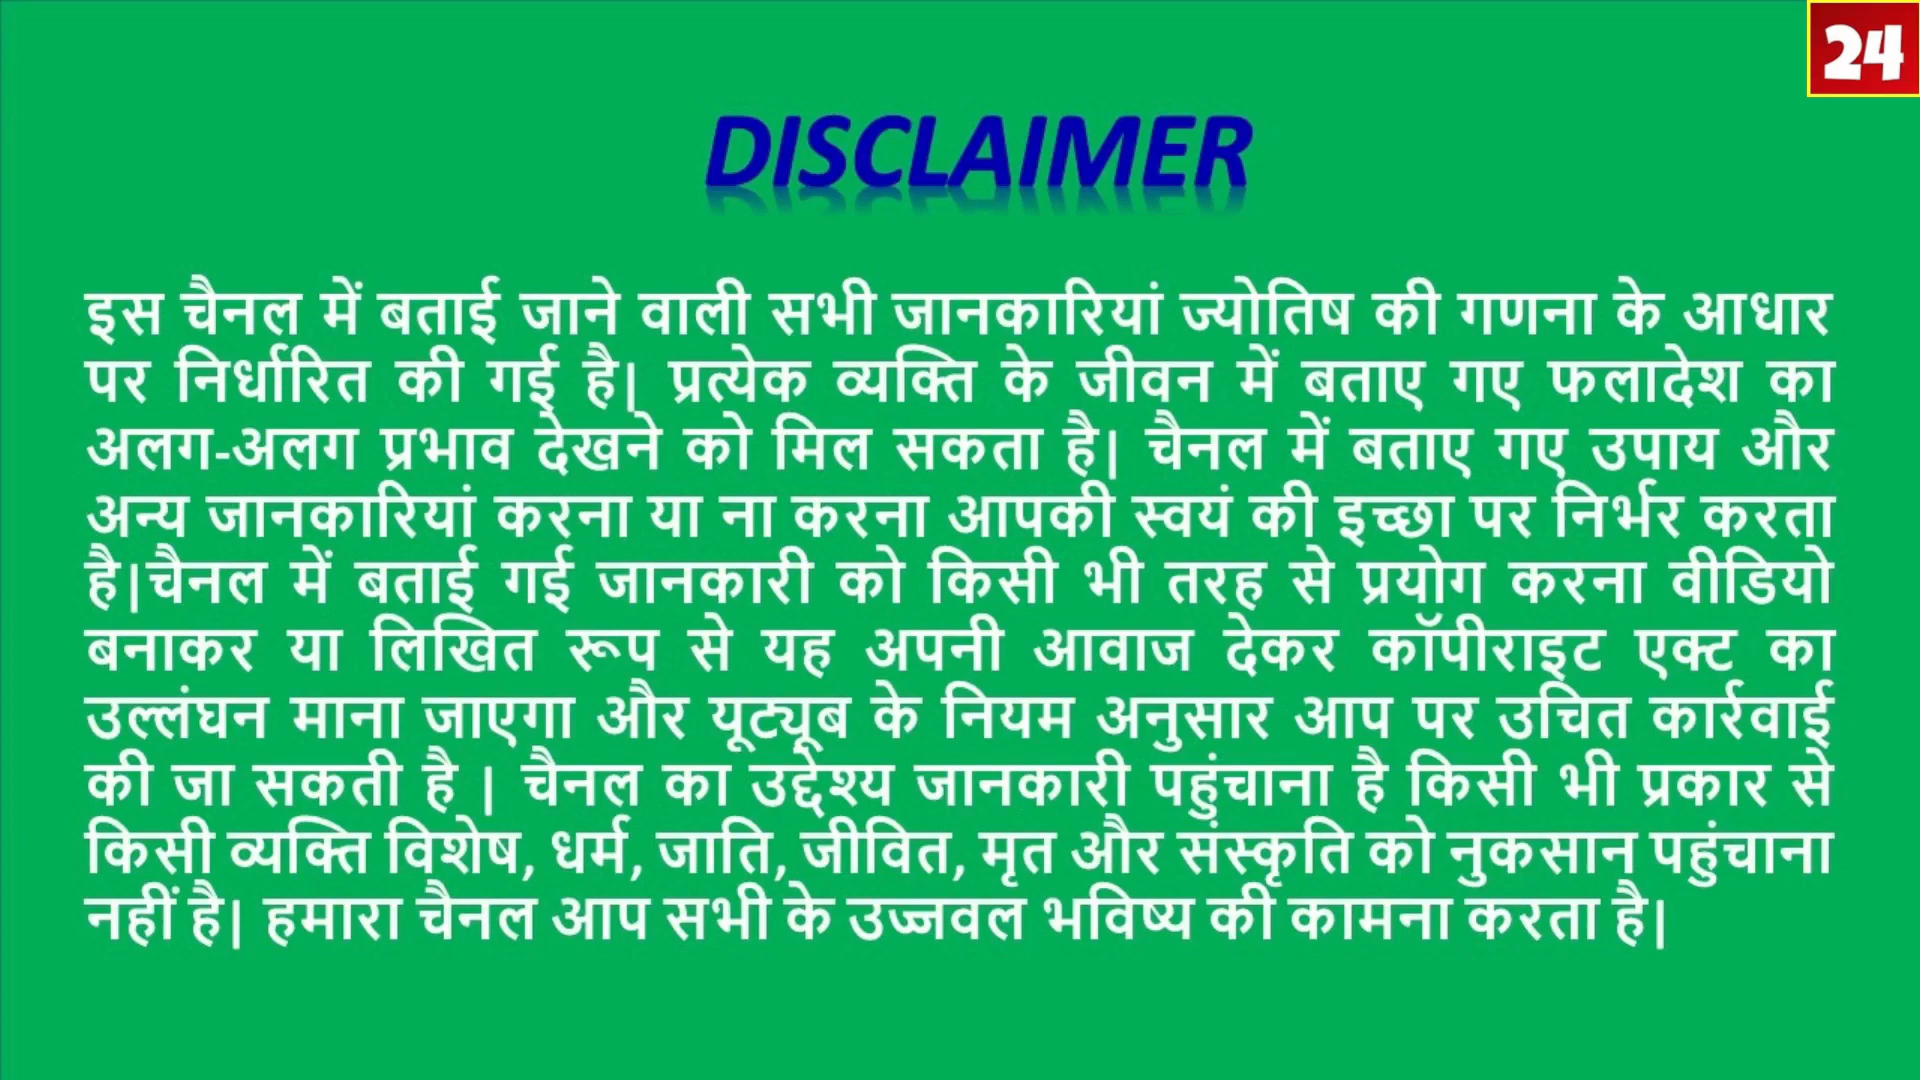 24
DISCLAIMER
इस चैनल में बताई जाने वाली सभी जानकारियां ज्योतिष की गणना के आधार
पर निर्धारित की गई है| प्रत्येक व्यक्ति के जीवन में बताए गए फलादेश का
अलग-अलग प्रभाव देखने को मिल सकता है| चैनल में बताए गए उपाय और
अन्य जानकारियां करना या ना करना आपकी स्वयं की इच्छा पर निर्भर करता
है|चैनल में बताई गई जानकारी को किसी भी तरह से प्रयोग करना वीडियो
बनाकर या लिखित रूप से यह अपनी आवाज देकर कॉपीराइट एक्ट का
उल्लंघन माना जाएगा और यूट्यूब के नियम अनुसार आप पर उचित कार्रवाई
की जा सकती है | चैनल का उद्देश्य जानकारी पहुंचाना है किसी भी प्रकार से
किसी व्यक्ति विशेष, धर्म, जाति, जीवित, मृत और संस्कृति को नुकसान पहुंचाना
नहीं है| हमारा चैनल आप सभी के उज्जवल भविष्य की कामना करता है|